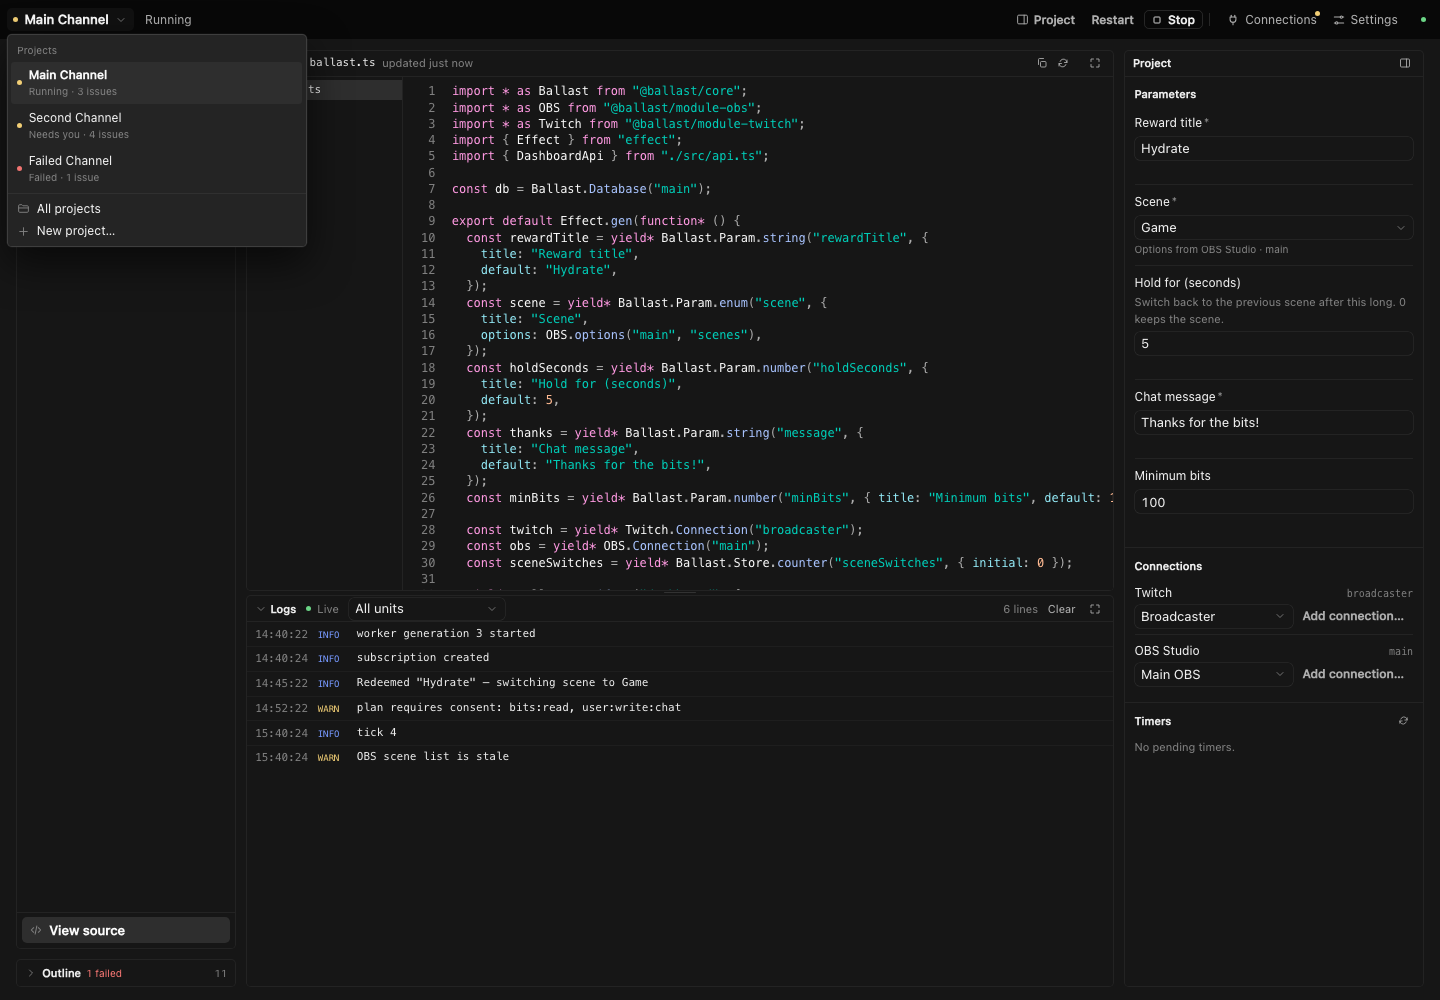 Main Channel
Running
Project
Restart
Stop
Connections
Settings
Projects
Main Channel
Running · 3 issues
Second Channel
Needs you · 4 issues
Failed Channel
Failed · 1 issue
All projects
New project...
ballast.ts updated just now
ts
1 import * as Ballast from "@ballast/core";
2 import * as OBS from "@ballast/module-obs";
3 import * as Twitch from "@ballast/module-twitch";
4 import { Effect } from "effect";
5 import { DashboardApi } from "./src/api.ts";
6
7 const db = Ballast.Database("main");
8
9 export default Effect.gen(function* () {
10 const rewardTitle = yield* Ballast.Param.string("rewardTitle", {
11 title: "Reward title",
12 default: "Hydrate",
13 });
14 const scene = yield* Ballast.Param.enum("scene", {
15 title: "Scene",
16 options: OBS.options("main", "scenes"),
17 });
18 const holdSeconds = yield* Ballast.Param.number("holdSeconds", {
19 title: "Hold for (seconds)",
20 default: 5,
21 });
22 const thanks = yield* Ballast.Param.string("message", {
23 title: "Chat message",
24 default: "Thanks for the bits!",
25 });
26 const minBits = yield* Ballast.Param.number("minBits", { title: "Minimum bits", default: 1
27
28 const twitch = yield* Twitch.Connection("broadcaster");
29 const obs = yield* OBS.Connection("main");
30 const sceneSwitches = yield* Ballast.Store.counter("sceneSwitches", { initial: 0 });
31
Logs
Live
All units
6 lines
Clear
14:40:22 INFO worker generation 3 started
14:40:24 INFO subscription created
14:45:22 INFO Redeemed "Hydrate" — switching scene to Game
14:52:22 WARN plan requires consent: bits:read, user:write:chat
15:40:24 INFO tick 4
15:40:24 WARN OBS scene list is stale
View source
Outline 1 failed 11
Project
Parameters
Reward title*
Hydrate
Scene*
Game
Options from OBS Studio · main
Hold for (seconds)
Switch back to the previous scene after this long. 0
keeps the scene.
5
Chat message*
Thanks for the bits!
Minimum bits
100
Connections
Twitch broadcaster
Broadcaster Add connection...
OBS Studio main
Main OBS Add connection...
Timers
No pending timers.